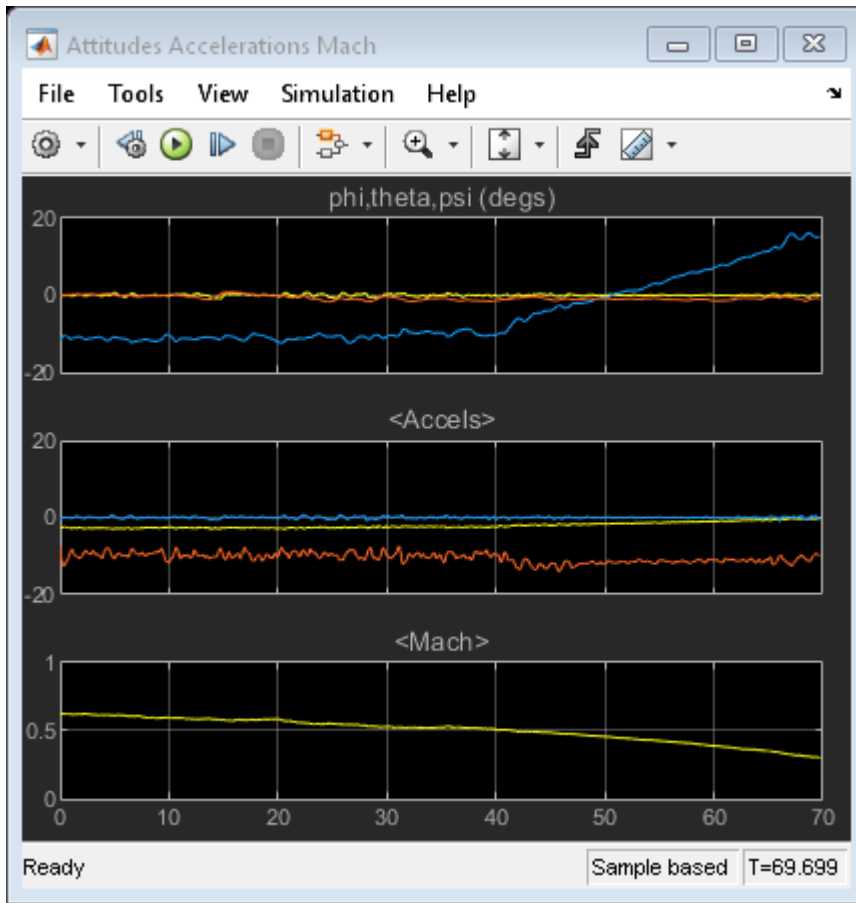 Attitudes Accelerations Mach
File Tools View Simulation Help
phi,theta,psi (degs)
20
0
-20
<Accels>
20
0
-20
<Mach>
1
0.5
0
0 10 20 30 40 50 60 70
Ready Sample based T=69.699